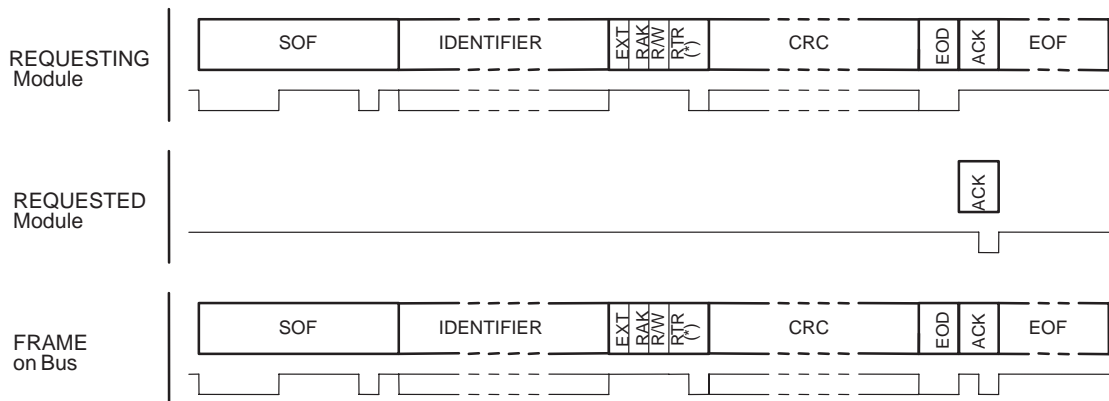 REQUESTING
Module
SOF
IDENTIFIER
EXT
RAK
R/W
RTR
(*)
CRC
EOD
ACK
EOF
REQUESTED
Module
ACK
FRAME
on Bus
SOF
IDENTIFIER
EXT
RAK
R/W
RTR
(*)
CRC
EOD
ACK
EOF